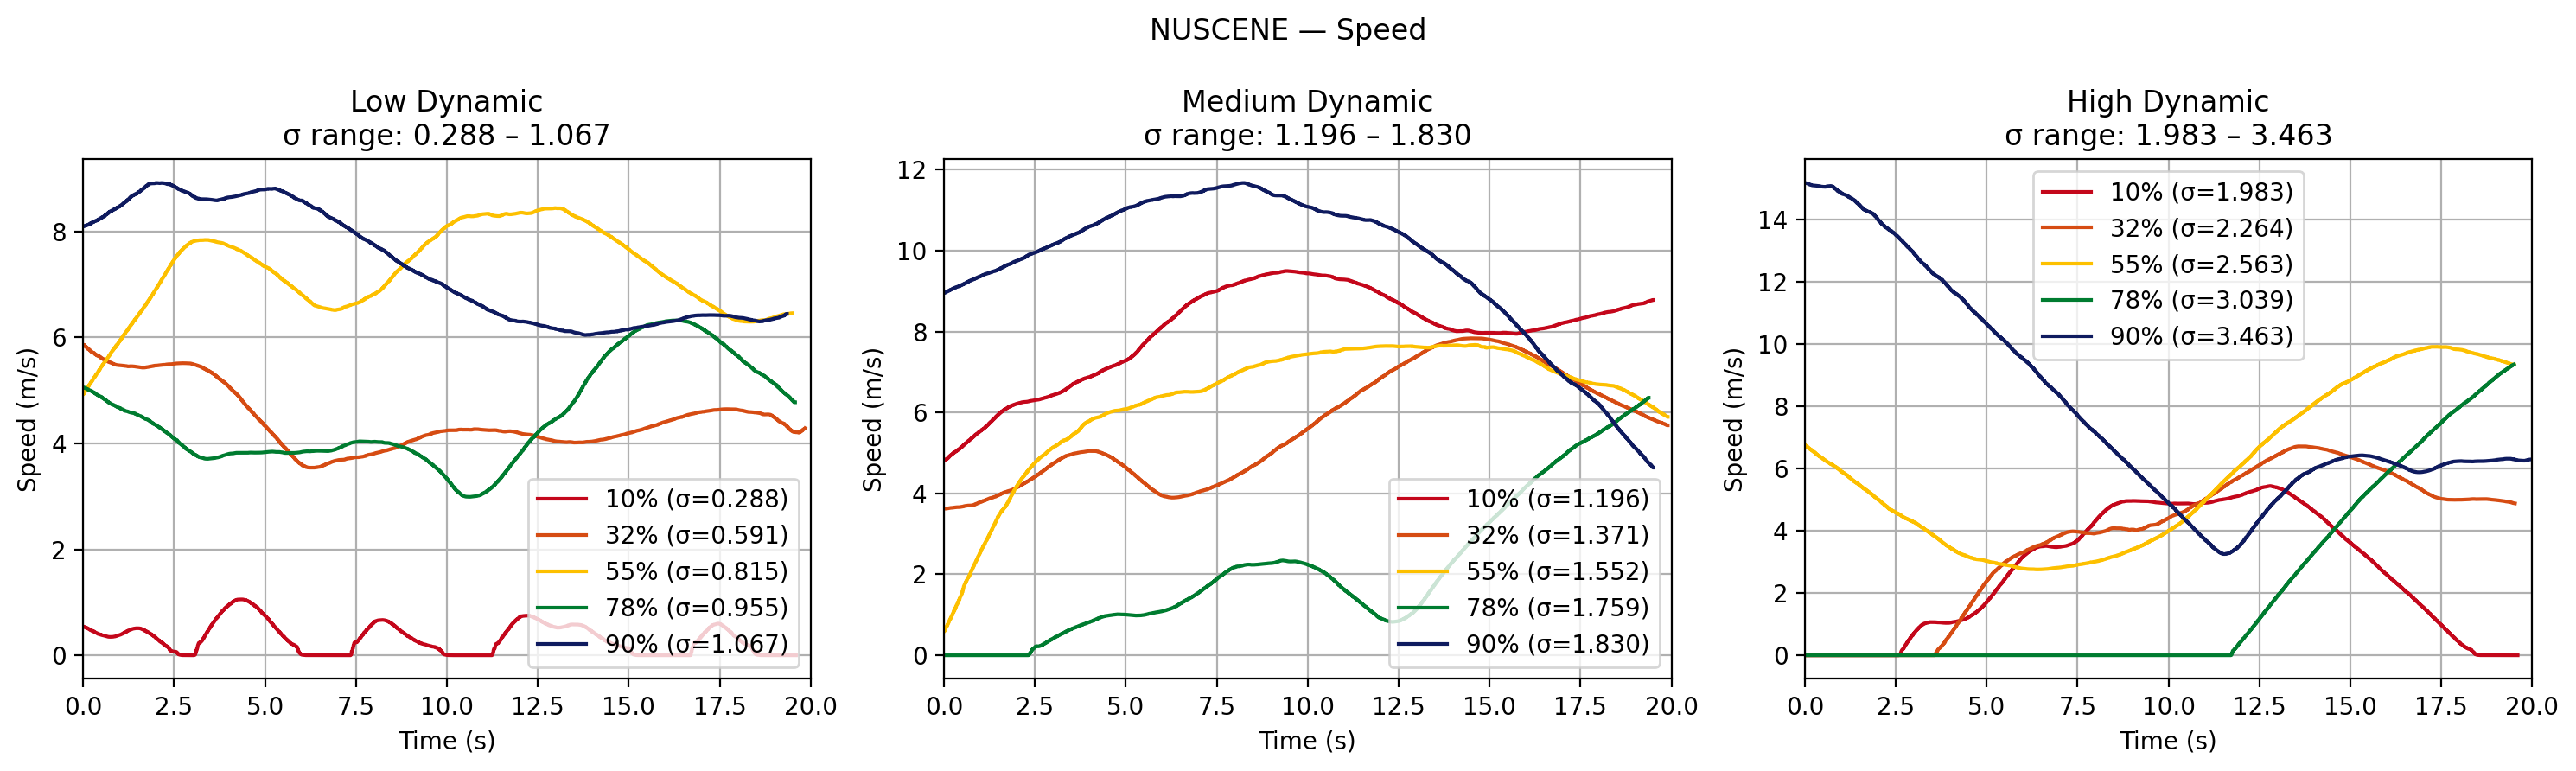 NUSCENE — Speed
Low Dynamic
σ range: 0.288 – 1.067
Speed (m/s)
8
6
4
2
0
10% (σ=0.288)
32% (σ=0.591)
55% (σ=0.815)
78% (σ=0.955)
90% (σ=1.067)
0.0 2.5 5.0 7.5 10.0 12.5 15.0 17.5 20.0
Time (s)
Medium Dynamic
σ range: 1.196 – 1.830
Speed (m/s)
12
10
8
6
4
2
0
10% (σ=1.196)
32% (σ=1.371)
55% (σ=1.552)
78% (σ=1.759)
90% (σ=1.830)
0.0 2.5 5.0 7.5 10.0 12.5 15.0 17.5 20.0
Time (s)
High Dynamic
σ range: 1.983 – 3.463
Speed (m/s)
14
12
10
8
6
4
2
0
10% (σ=1.983)
32% (σ=2.264)
55% (σ=2.563)
78% (σ=3.039)
90% (σ=3.463)
0.0 2.5 5.0 7.5 10.0 12.5 15.0 17.5 20.0
Time (s)